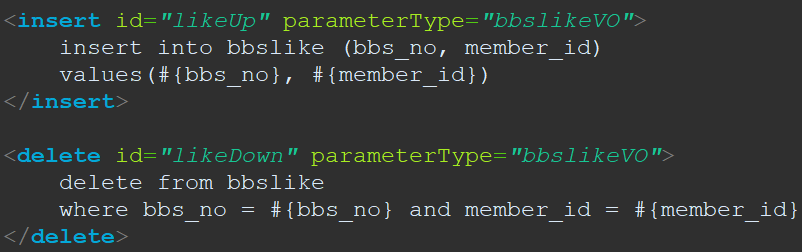 <insert id="likeUp" parameterType="bbslikeVO">
insert into bbslike (bbs_no, member_id)
values(#{bbs_no}, #{member_id})
</insert>
<delete id="likeDown" parameterType="bbslikeVO">
delete from bbslike
where bbs_no = #{bbs_no} and member_id = #{member_id}
</delete>